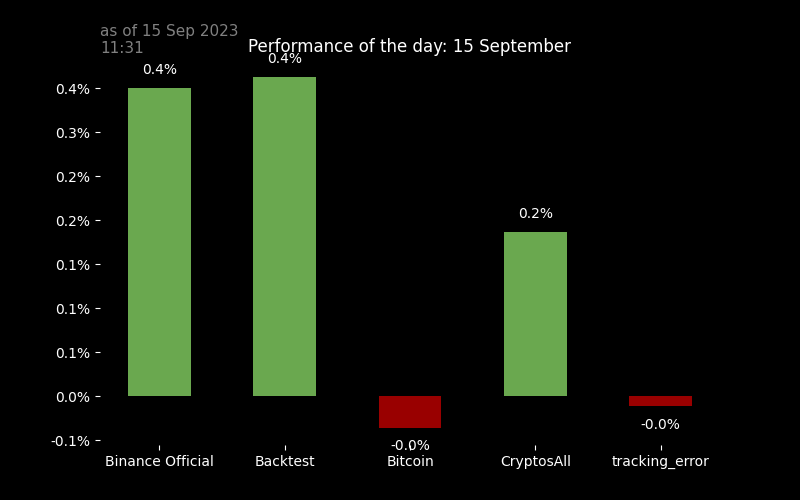 as of 15 Sep 2023
11:31
Performance of the day: 15 September
0.4%
0.4%
0.4%
0.3%
0.2%
0.2%
0.2%
0.1%
0.1%
0.1%
0.0%
-0.0%
-0.1%
-0.0%
Binance Official
Backtest
Bitcoin
CryptosAll
tracking_error